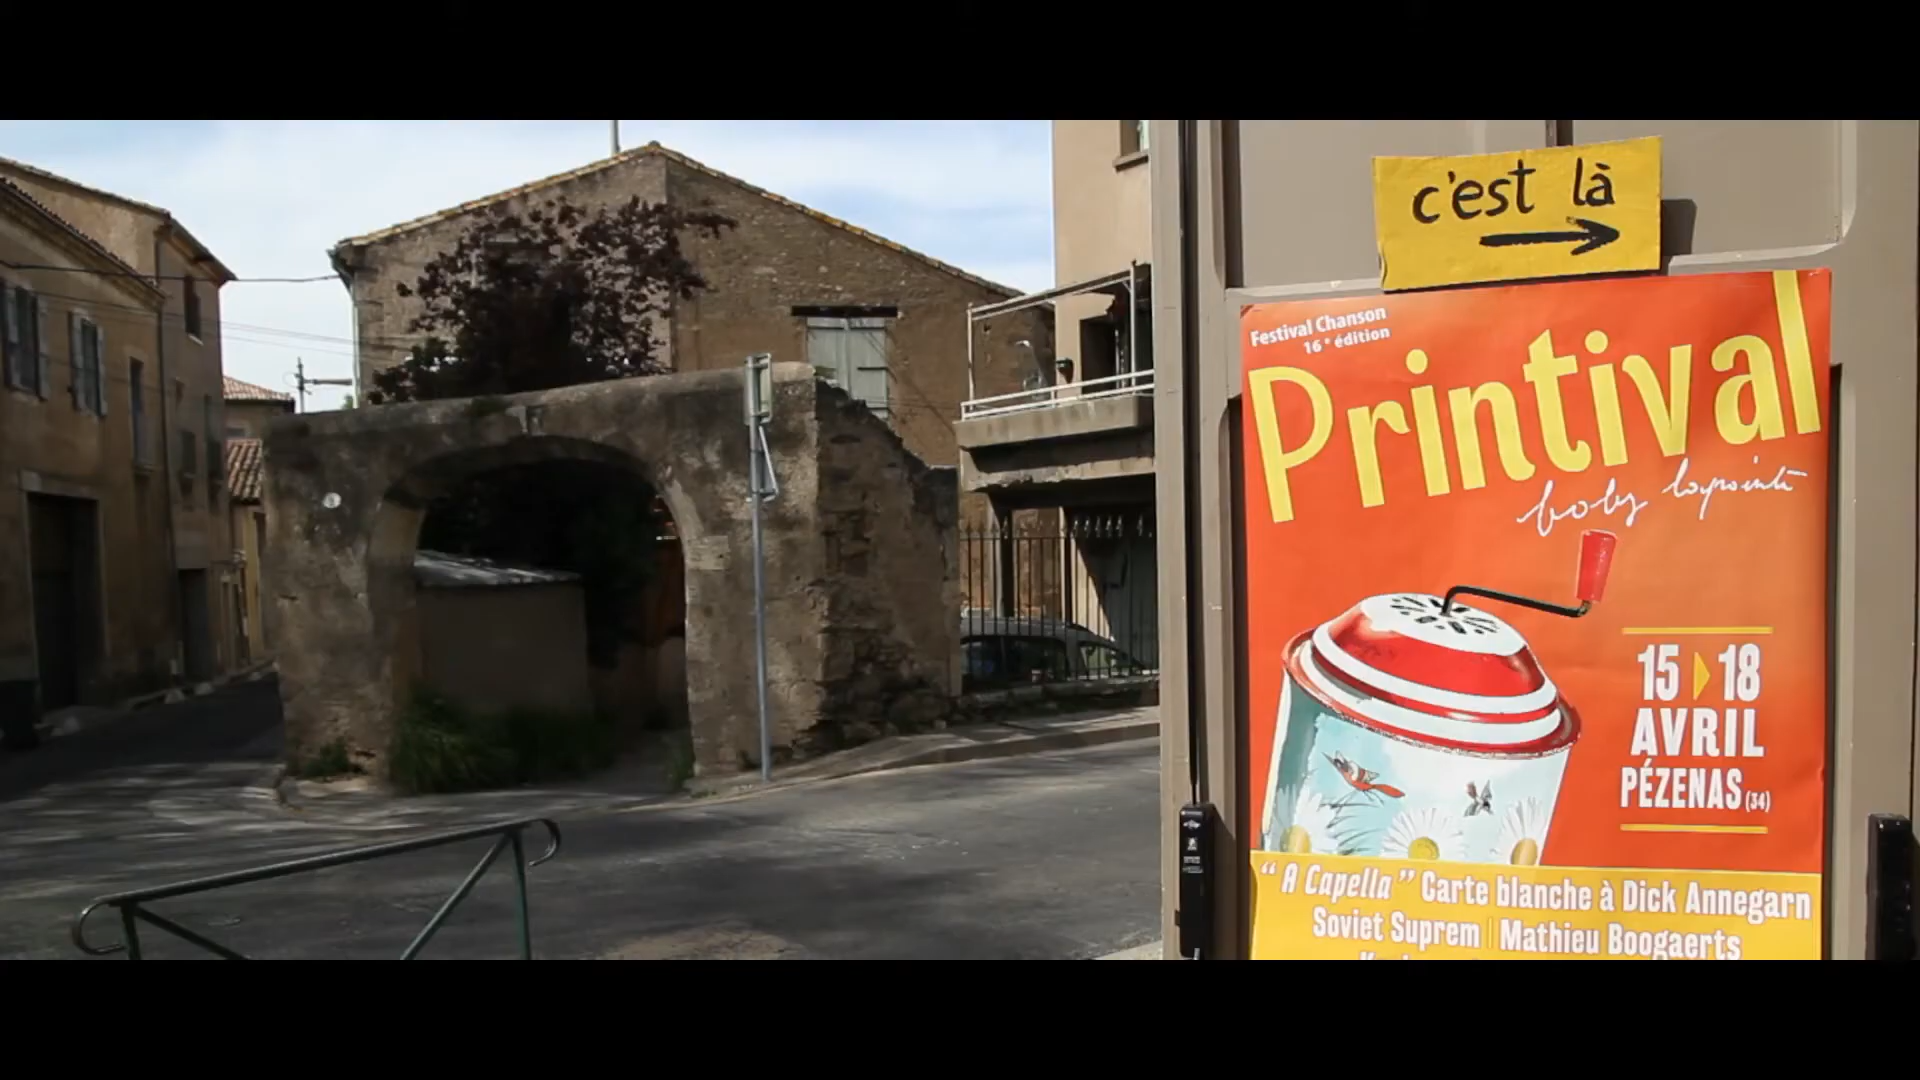 c'est là
Festival Chanson
16e édition
Printival
boby lapointe
15 18
AVRIL
PÉZENAS (34)
"A Capella" Carte blanche à Dick Annegarn
Soviet Suprem | Mathieu Boogaerts